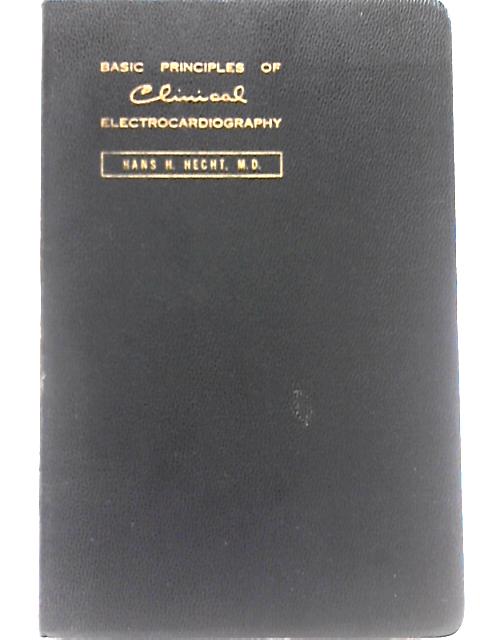 BASIC PRINCIPLES OF
Clinical
ELECTROCARDIOGRAPHY
HANS H. HECHT, M.D.